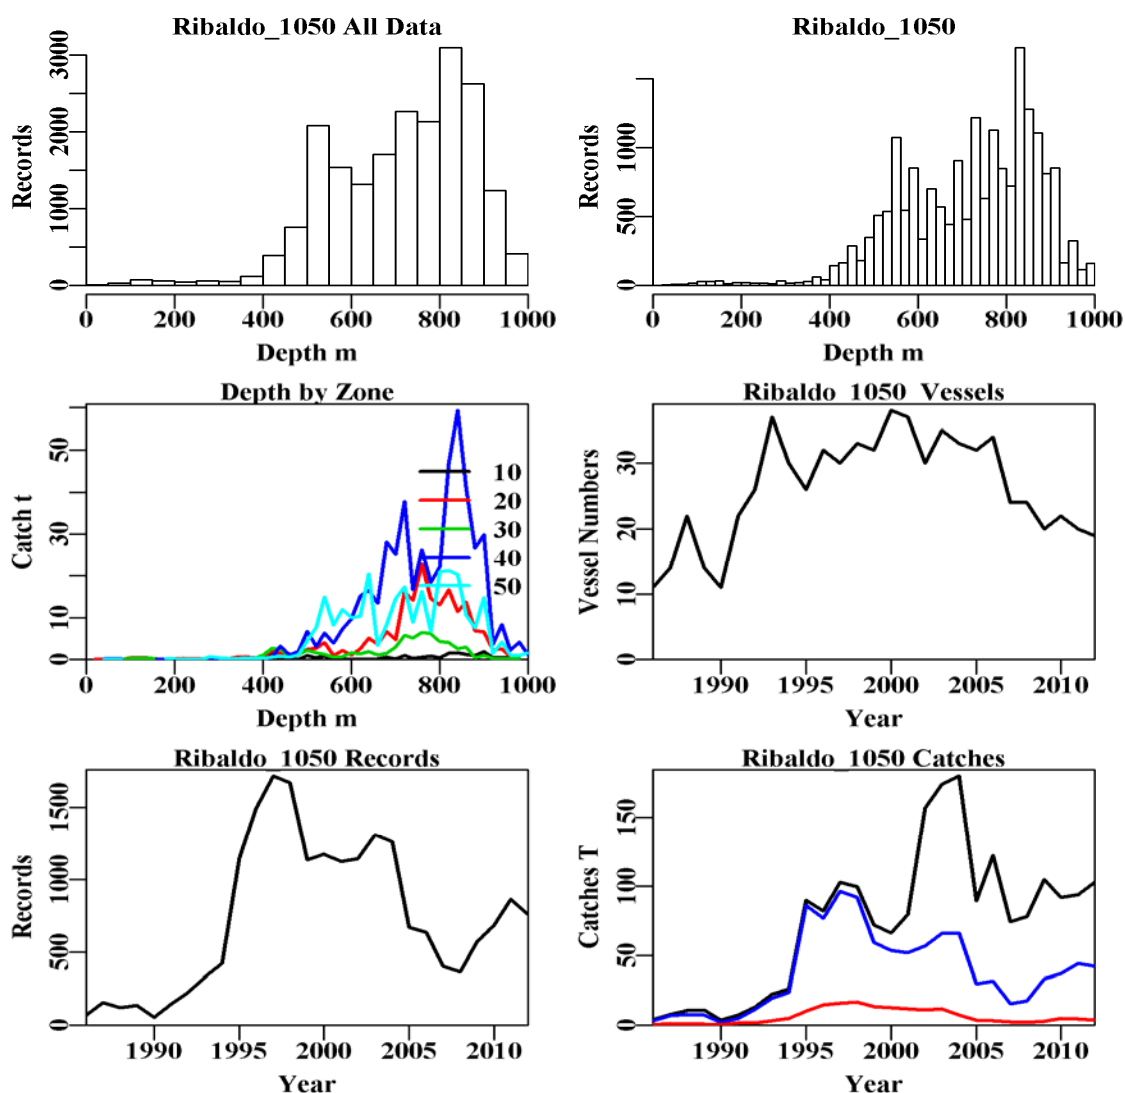 Ribaldo_1050 All Data
Records
0 1000 2000 3000
0 200 400 600 800 1000
Depth m
Ribaldo_1050
Records
0 500 1000
0 200 400 600 800 1000
Depth m
Depth by Zone
Catch t
0 10 30 50
10
20
30
40
50
0 200 400 600 800 1000
Depth m
Ribaldo_1050_Vessels
Vessel Numbers
0 10 20 30
1990 1995 2000 2005 2010
Year
Ribaldo_1050 Records
Records
0 500 1000 1500
1990 1995 2000 2005 2010
Year
Ribaldo_1050 Catches
Catches T
0 50 100 150
1990 1995 2000 2005 2010
Year